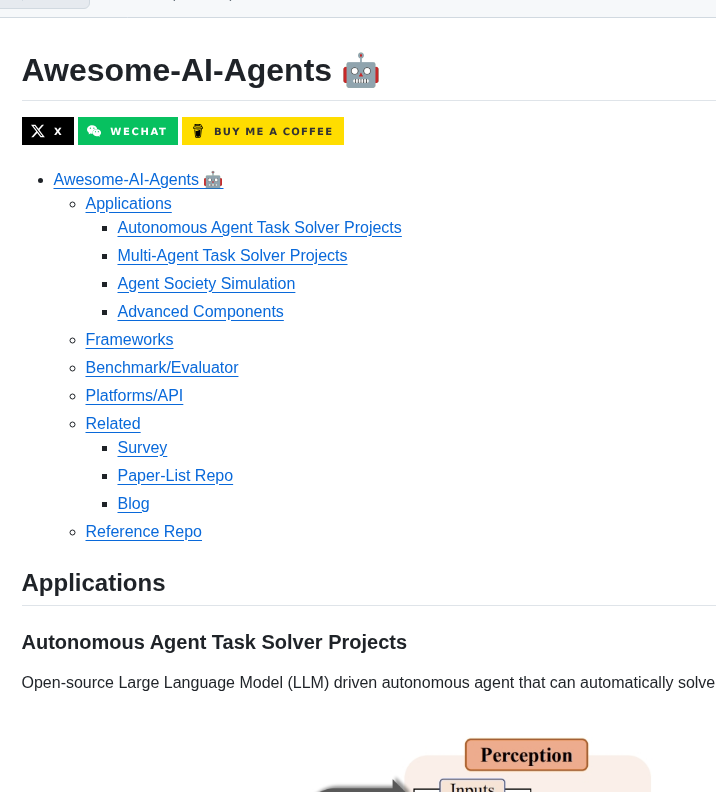 Awesome-AI-Agents 🤖
X
WECHAT
BUY ME A COFFEE
Awesome-AI-Agents 🤖
Applications
Autonomous Agent Task Solver Projects
Multi-Agent Task Solver Projects
Agent Society Simulation
Advanced Components
Frameworks
Benchmark/Evaluator
Platforms/API
Related
Survey
Paper-List Repo
Blog
Reference Repo
Applications
Autonomous Agent Task Solver Projects
Open-source Large Language Model (LLM) driven autonomous agent that can automatically solve
Perception
Inputs